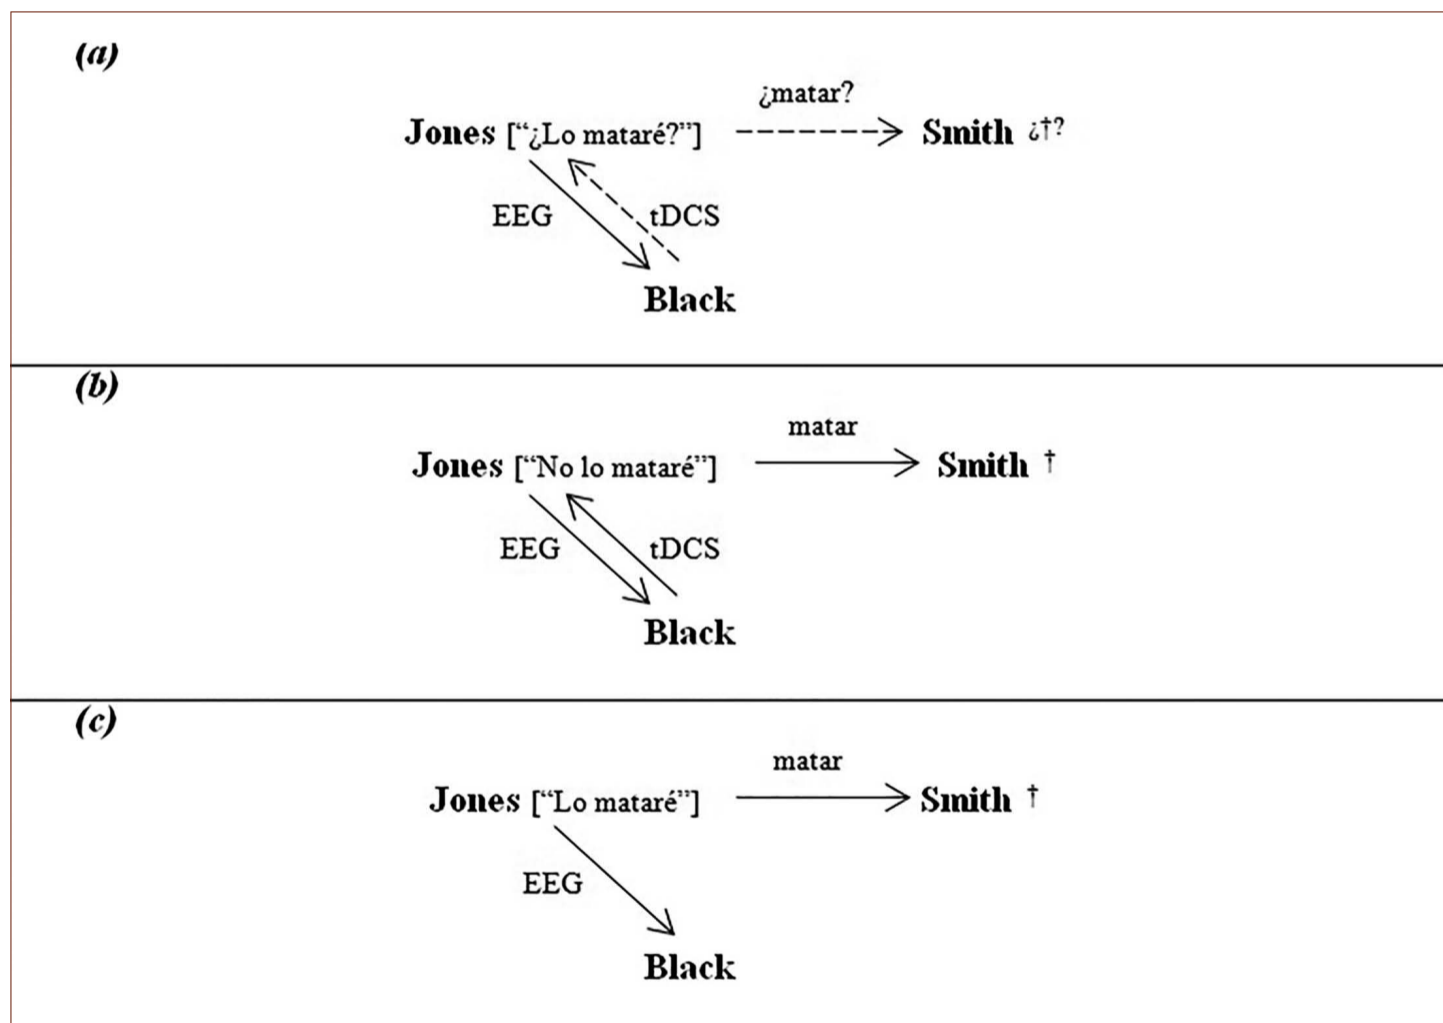 (a)
¿matar?
Jones [“¿Lo mataré?”] Smith ¿†?
EEG tDCS
Black
(b)
matar
Jones [“No lo mataré”] Smith †
EEG tDCS
Black
(c)
matar
Jones [“Lo mataré”] Smith †
EEG
Black